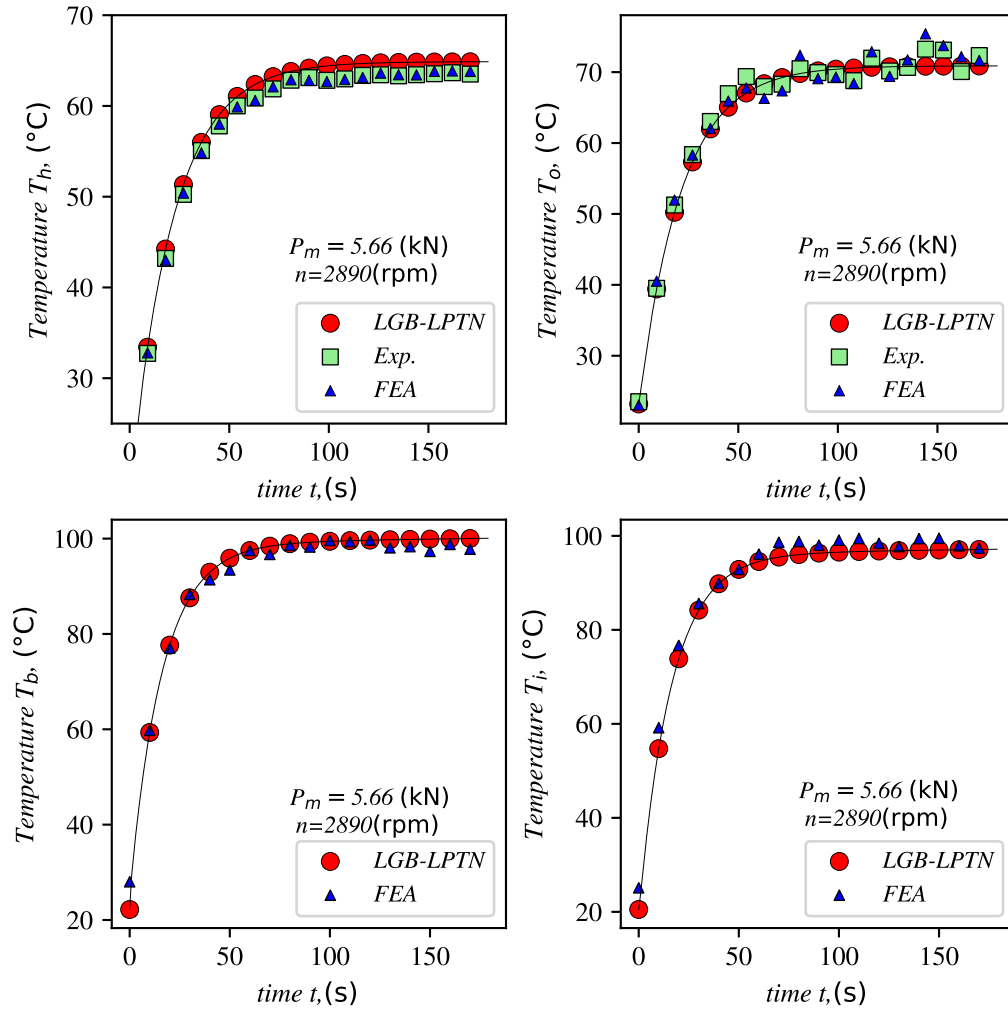 70
60
50
40
30
Temperature T_h, (°C)
P_m = 5.66 (kN)
n=2890(rpm)
LGB-LPTN
Exp.
FEA
0 50 100 150
time t,(s)
70
60
50
40
30
Temperature T_o, (°C)
P_m = 5.66 (kN)
n=2890(rpm)
LGB-LPTN
Exp.
FEA
0 50 100 150
time t,(s)
100
80
60
40
20
Temperature T_b, (°C)
P_m = 5.66 (kN)
n=2890(rpm)
LGB-LPTN
FEA
0 50 100 150
time t,(s)
100
80
60
40
20
Temperature T_i, (°C)
P_m = 5.66 (kN)
n=2890(rpm)
LGB-LPTN
FEA
0 50 100 150
time t,(s)